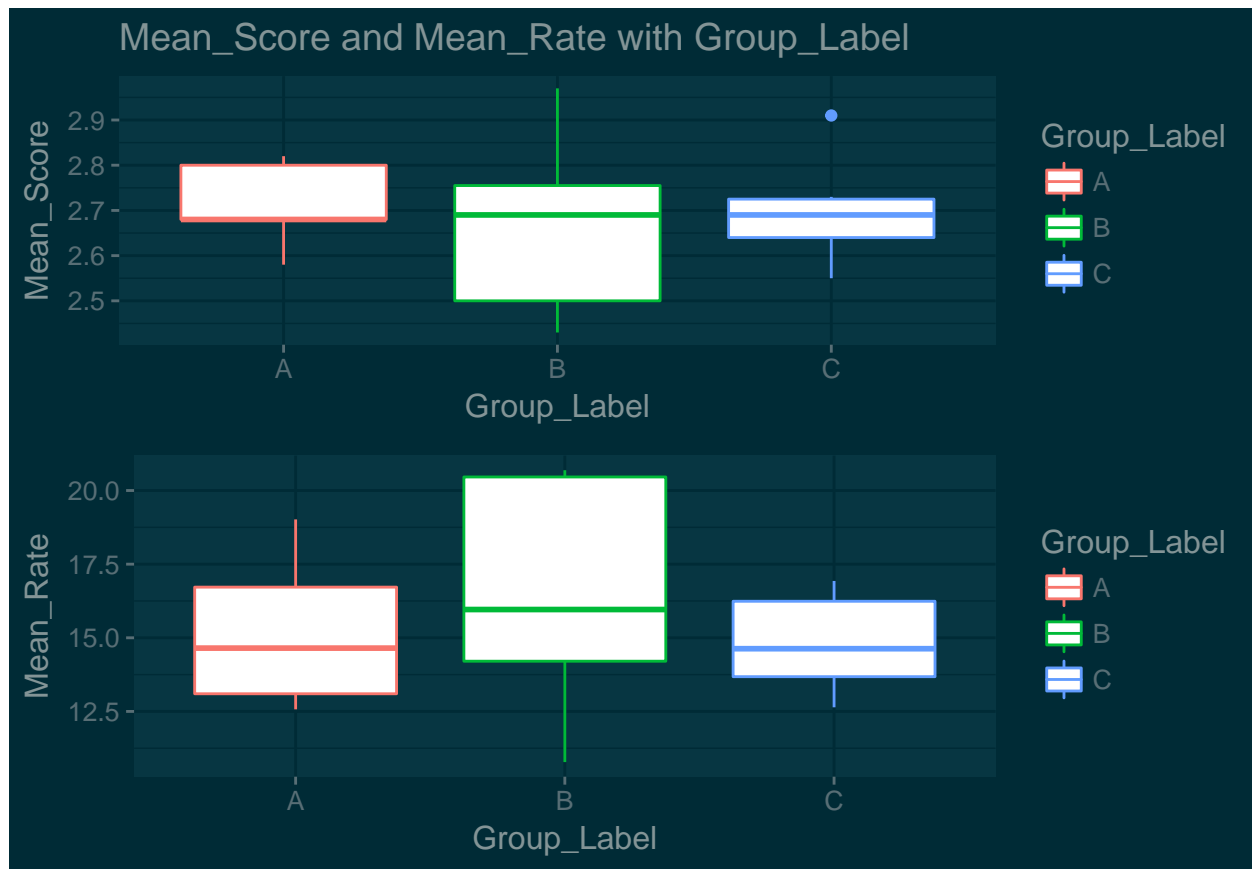 Mean_Score and Mean_Rate with Group_Label
Mean_Score
2.9
2.8
2.7
2.6
2.5
A B C
Group_Label
Group_Label
A
B
C
Mean_Rate
20.0
17.5
15.0
12.5
A B C
Group_Label
Group_Label
A
B
C